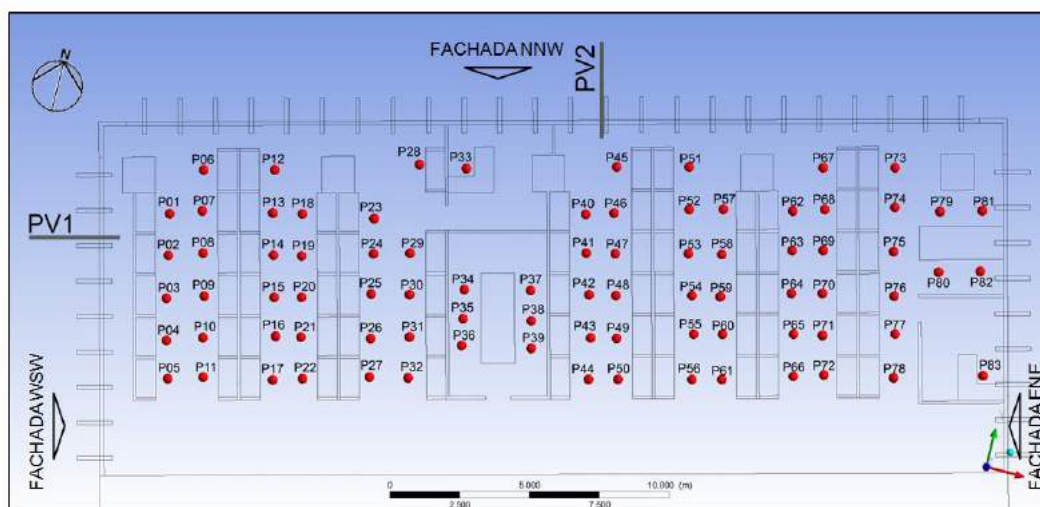 FACHADA NNW
PV2
N
P28
P33
P45
P51
P67
P73
P06
P12
P01
P07
P13
P18
P23
P40
P46
P52
P57
P62
P68
P74
P79
P81
PV1
P02
P08
P14
P19
P24
P29
P41
P47
P53
P58
P63
P69
P75
P03
P09
P15
P20
P25
P30
P34
P37
P42
P48
P54
P59
P64
P70
P76
P80
P82
P35
P38
P04
P10
P16
P21
P26
P31
P36
P39
P43
P49
P55
P60
P65
P71
P77
P05
P11
P17
P22
P27
P32
P44
P50
P56
P61
P66
P72
P78
P83
FACHADA WSW
FACHADA ENE
0 5.000 10.000 (m)
2.500 7.500